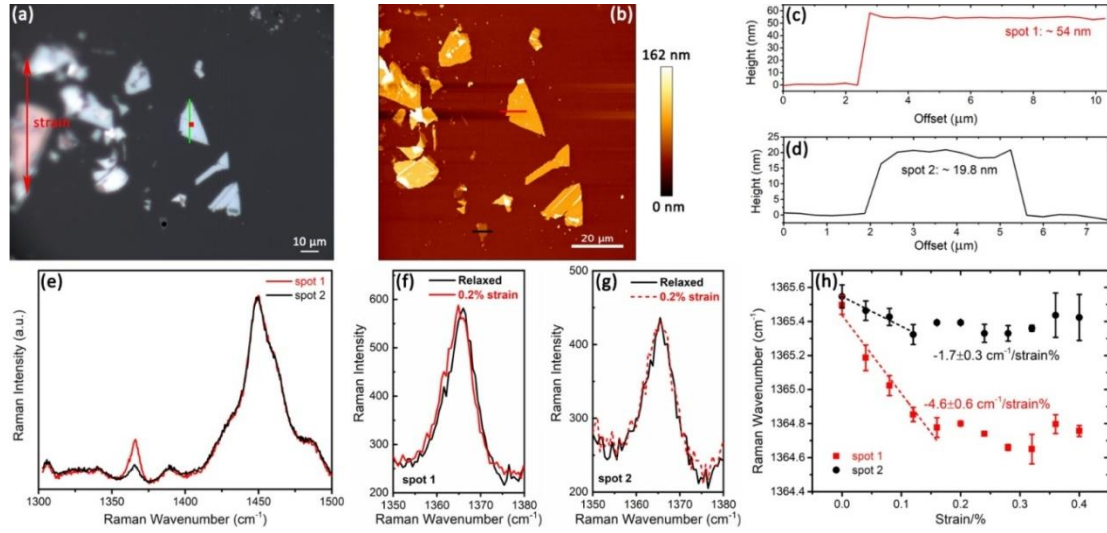 (a)
strain
10 μm
(b)
162 nm
0 nm
20 μm
(c)
Height (nm)
60
50
40
30
20
10
0
spot 1: ~ 54 nm
0 2 4 6 8 10
Offset (μm)
(d)
Height (nm)
25
20
15
10
5
0
spot 2: ~ 19.8 nm
0 1 2 3 4 5 6 7
Offset (μm)
(e)
spot 1
spot 2
Raman Intensity (a.u.)
1300 1350 1400 1450 1500
Raman Wavenumber (cm⁻¹)
(f)
Relaxed
0.2% strain
Raman Intensity
600
500
400
300
200
spot 1
1350 1360 1370 1380
Raman Wavenumber (cm⁻¹)
(g)
Relaxed
0.2% strain
Raman Intensity
500
400
300
200
spot 2
1350 1360 1370 1380
Raman Wavenumber (cm⁻¹)
(h)
Raman Wavenumber (cm⁻¹)
1365.6
1365.4
1365.2
1365.0
1364.8
1364.6
1364.4
-1.7±0.3 cm⁻¹/strain%
-4.6±0.6 cm⁻¹/strain%
spot 1
spot 2
0.0 0.1 0.2 0.3 0.4
Strain/%